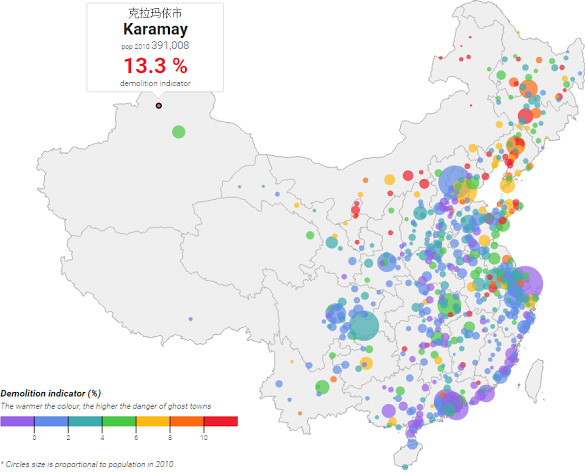 克拉玛依市
Karamay
pop 2010 391,008
13.3 %
demolition indicator
Demolition indicator (%)
The warmer the colour, the higher the danger of ghost towns
0 2 4 6 8 10
* Circles size is proportional to population in 2010